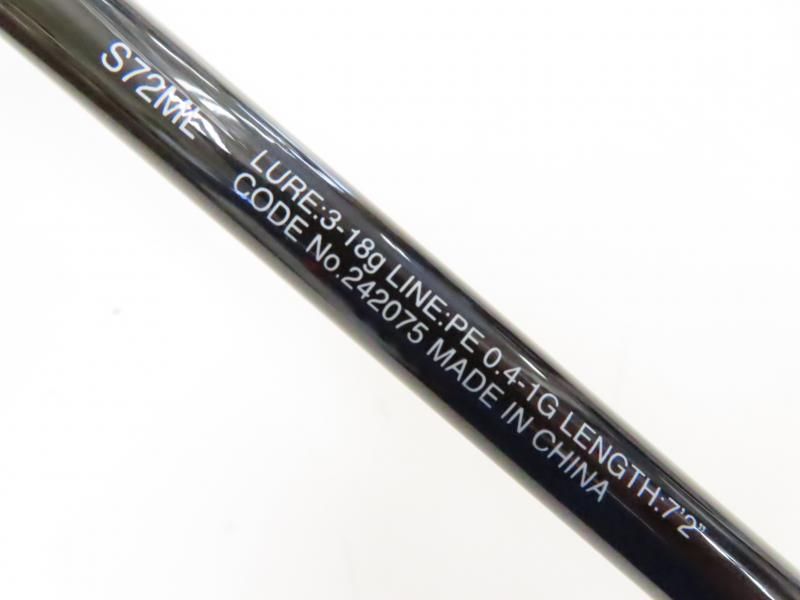 S72ML
LURE:3-18g LINE:PE 0.4-1G LENGTH:7'2"
CODE No.242075 MADE IN CHINA